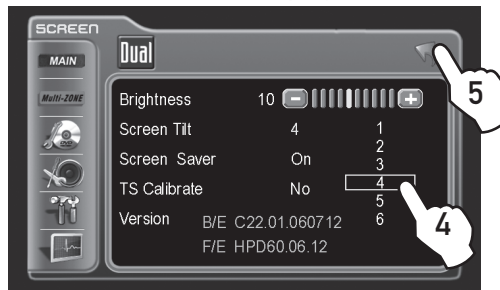 SCREEN
MAIN
Dual
Multi-ZONE
5
Brightness 10
Screen Tilt 4 1
2
Screen Saver On 3
4
TS Calibrate No 5
Version B/E C22.01.060712 6
4
F/E HPD60.06.12